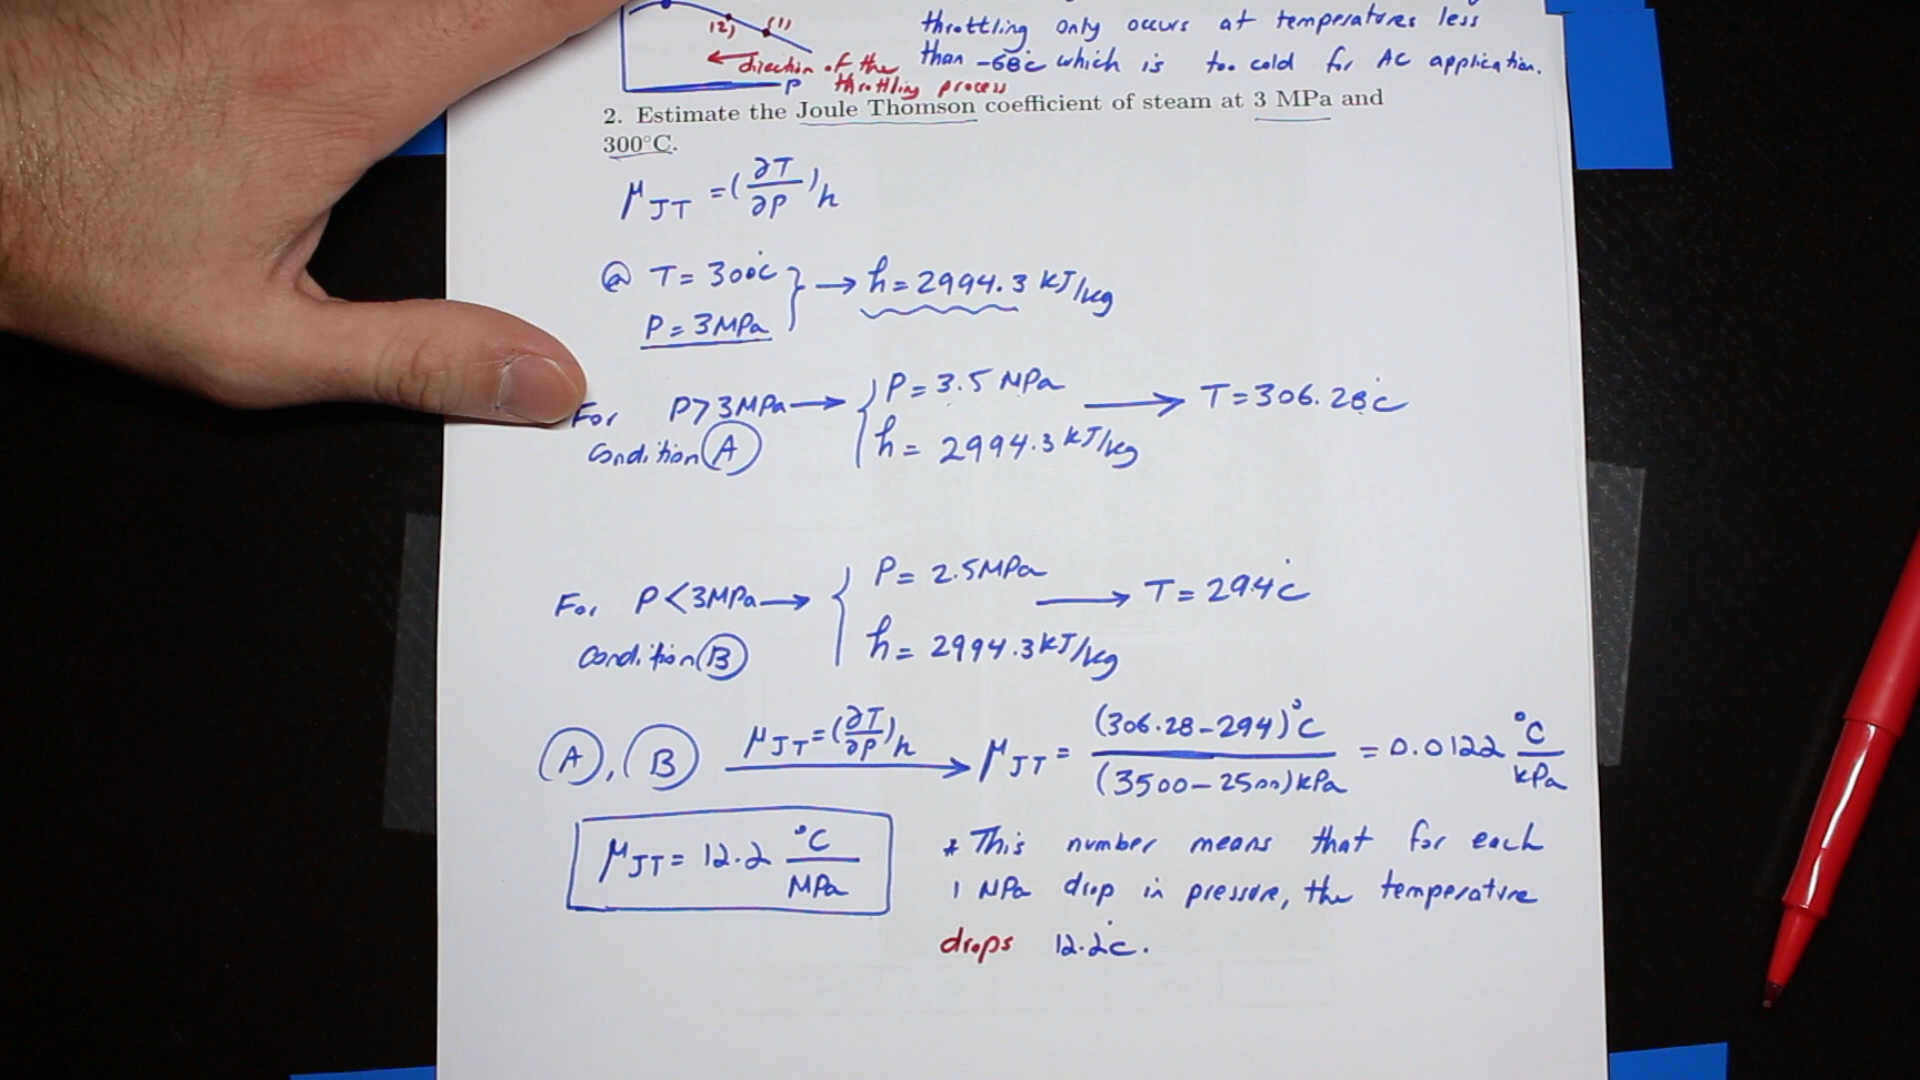 throttling only occurs at temperatures less
(2) (1)
than -68°c which is too cold for AC application.
direction of the
P throttling process
2. Estimate the Joule Thomson coefficient of steam at 3 MPa and
300°C.
μJT = (∂T/∂P)h
@ T = 300°c } → h = 2994.3 kJ/kg
P = 3MPa
For P>3MPa → { P = 3.5 MPa → T = 306.28°c
Condition (A) h = 2994.3 kJ/kg
For P<3MPa → { P = 2.5MPa → T = 294°c
Condition (B) h = 2994.3 kJ/kg
(A), (B) μJT = (∂T/∂P)h → μJT = (306.28-294)°C / (3500-2500)kPa = 0.0122 °C/kPa
μJT = 12.2 °C/MPa
* This number means that for each
1 MPa drop in pressure, the temperature
drops 12.2°c.